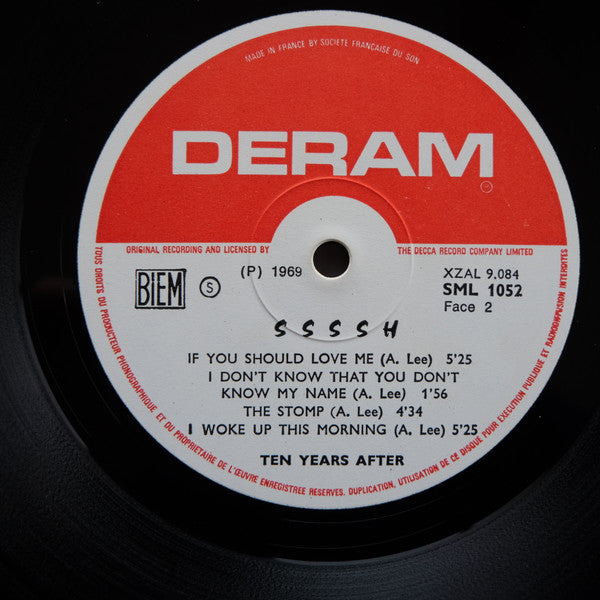 MADE IN FRANCE BY SOCIÉTÉ FRANÇAISE DU SON
DERAM
ORIGINAL RECORDING AND LICENSED BY THE DECCA RECORD COMPANY LIMITED
BIEM S (P) 1969 XZAL 9.084
SML 1052
Face 2
S S S S H
IF YOU SHOULD LOVE ME (A. Lee) 5'25
I DON'T KNOW THAT YOU DON'T
KNOW MY NAME (A. Lee) 1'56
THE STOMP (A. Lee) 4'34
I WOKE UP THIS MORNING (A. Lee) 5'25
TEN YEARS AFTER
TOUS DROITS DU PRODUCTEUR PHONOGRAPHIQUE ET DU PROPRIETAIRE DE L'ŒUVRE ENREGISTREE RESERVES. DUPLICATION, UTILISATION DE CE DISQUE POUR EXECUTION PUBLIQUE ET RADIODIFFUSION INTERDITES